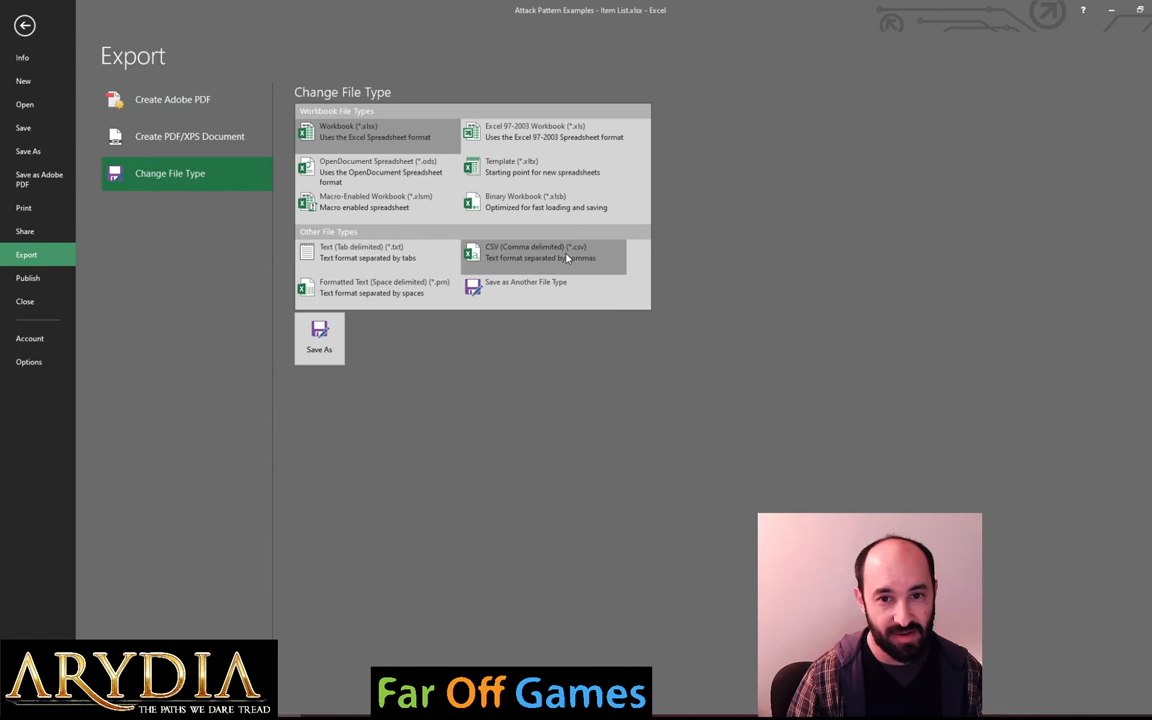 Attack Pattern Examples - Item List.xlsx - Excel
?
Info
New
Open
Save
Save As
Save as Adobe
PDF
Print
Share
Export
Publish
Close
Account
Options
Export
Create Adobe PDF
Create PDF/XPS Document
Change File Type
Change File Type
Workbook File Types
Workbook (*.xlsx)
Uses the Excel Spreadsheet format
Excel 97-2003 Workbook (*.xls)
Uses the Excel 97-2003 Spreadsheet format
OpenDocument Spreadsheet (*.ods)
Uses the OpenDocument Spreadsheet
format
Template (*.xltx)
Starting point for new spreadsheets
Macro-Enabled Workbook (*.xlsm)
Macro enabled spreadsheet
Binary Workbook (*.xlsb)
Optimized for fast loading and saving
Other File Types
Text (Tab delimited) (*.txt)
Text format separated by tabs
CSV (Comma delimited) (*.csv)
Text format separated by commas
Formatted Text (Space delimited) (*.prn)
Text format separated by spaces
Save as Another File Type
Save As
ARYDIA
THE PATHS WE DARE TREAD
Far Off Games